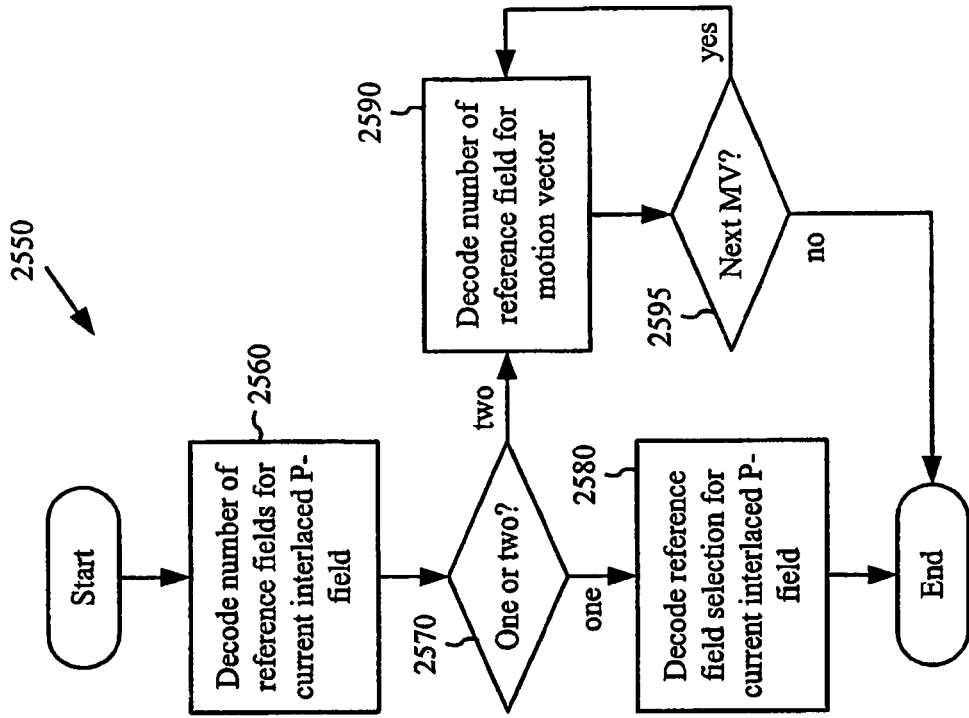 2550
Start
2560
Decode number of
reference fields for
current interlaced P-
field
2570
One or two?
two
one
2590
Decode number of
reference field for
motion vector
2580
Decode reference
field selection for
current interlaced P-
field
2595
Next MV?
yes
no
End